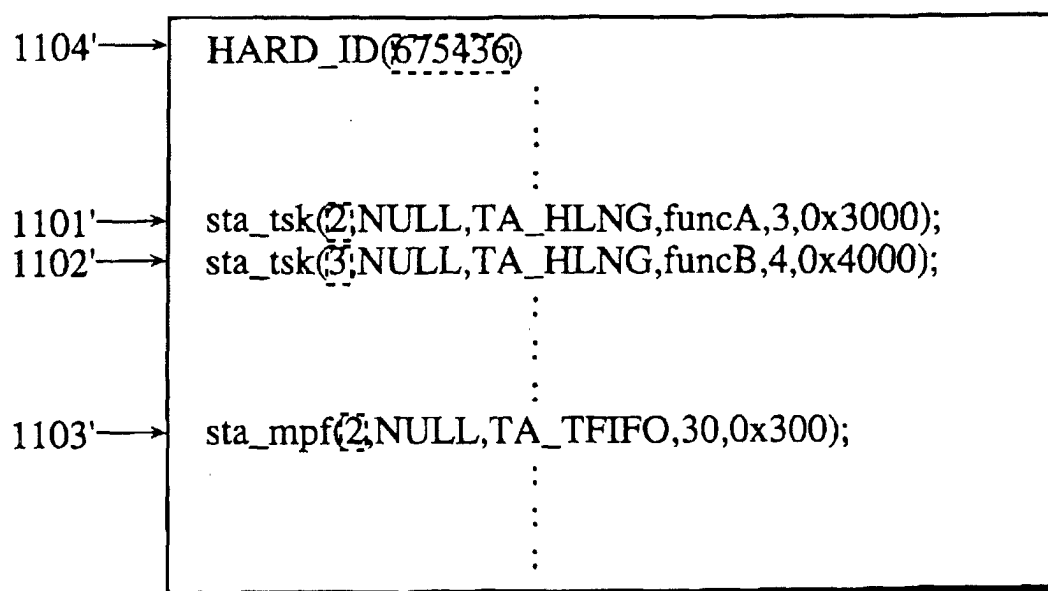 1104' HARD_ID(675436)
1101' sta_tsk(2,NULL,TA_HLNG,funcA,3,0x3000);
1102' sta_tsk(3,NULL,TA_HLNG,funcB,4,0x4000);
1103' sta_mpf(2,NULL,TA_TFIFO,30,0x300);